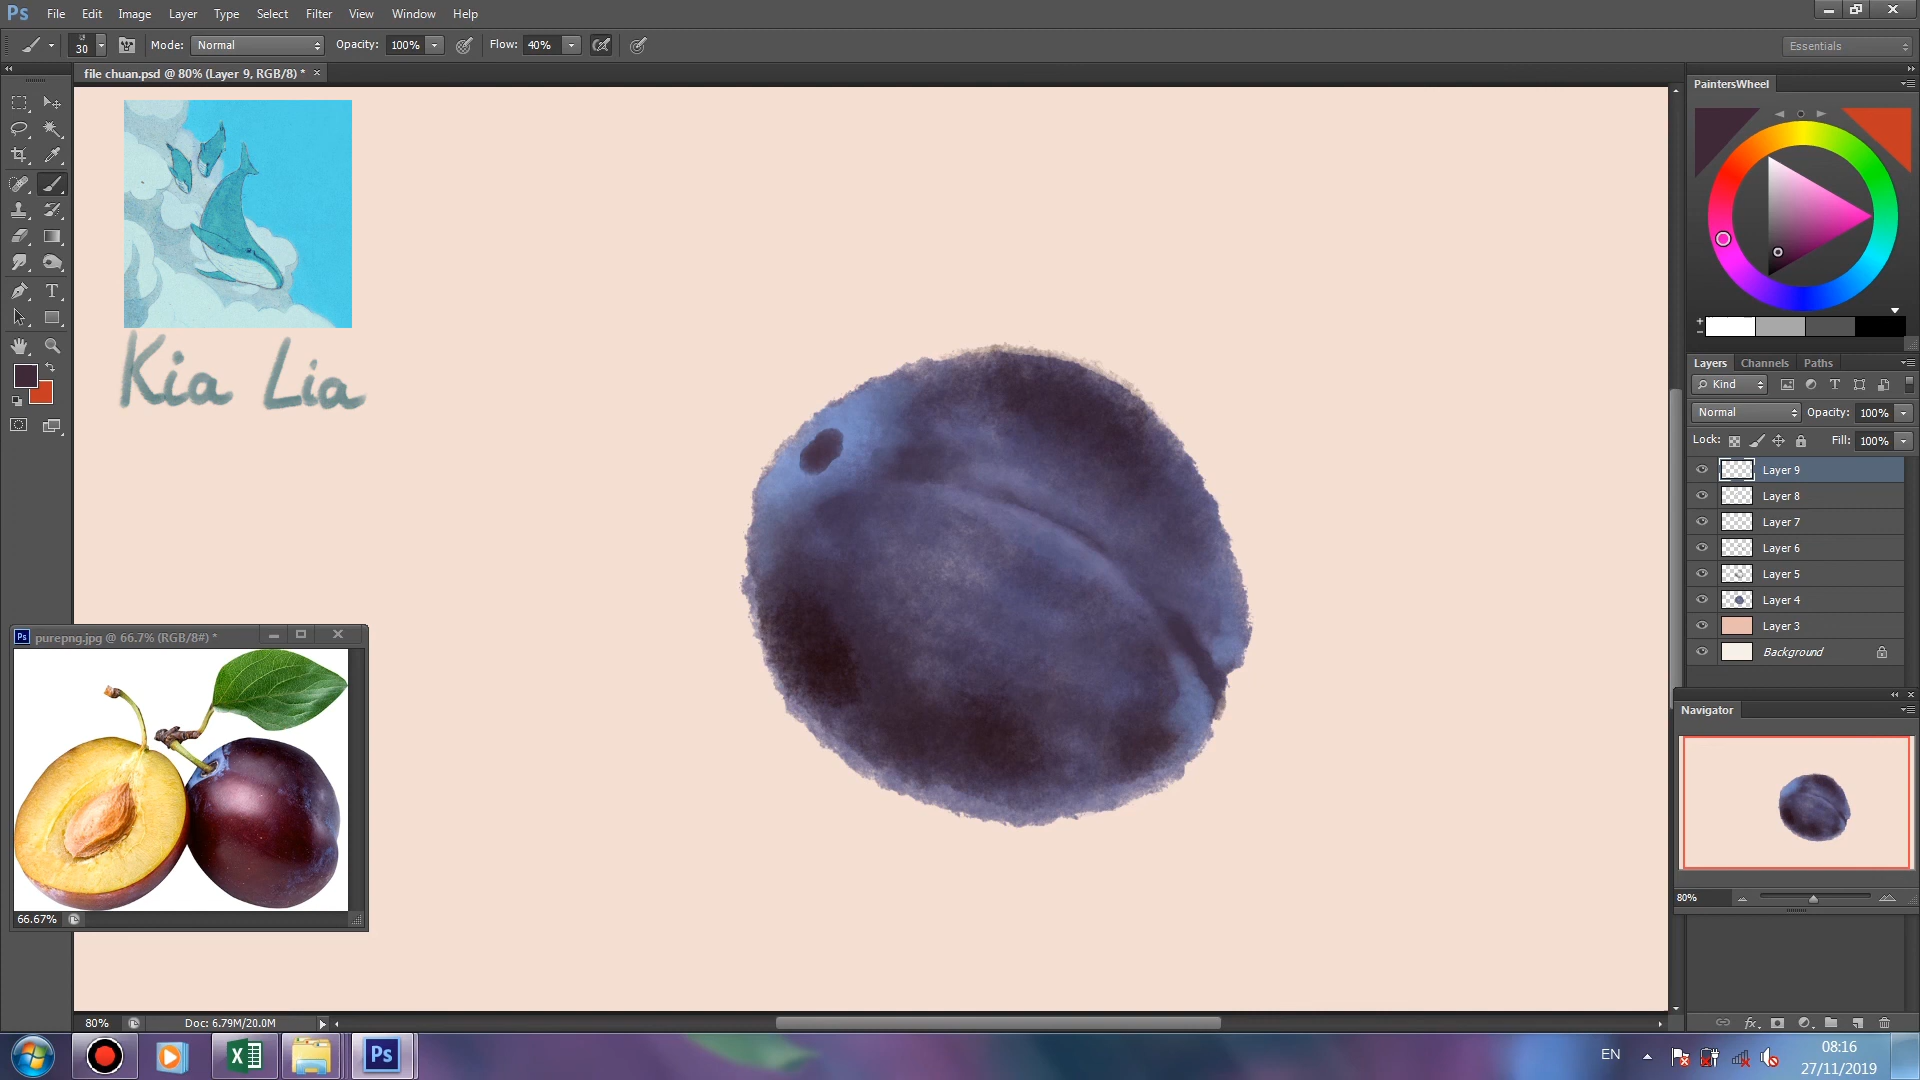 Ps File Edit Image Layer Type Select Filter View Window Help
30 Mode: Normal Opacity: 100% Flow: 40% Essentials
file chuan.psd @ 80% (Layer 9, RGB/8) * ×
PaintersWheel
Kia Lia
Layers Channels Paths
Kind
Normal Opacity: 100%
Lock: Fill: 100%
Layer 9
Layer 8
Layer 7
Layer 6
Layer 5
Layer 4
Layer 3
Background
Navigator
80%
Ps purepng.jpg @ 66.7% (RGB/8#) *
66.67%
80% Doc: 6.79M/20.0M
Ps
EN
08:16
27/11/2019